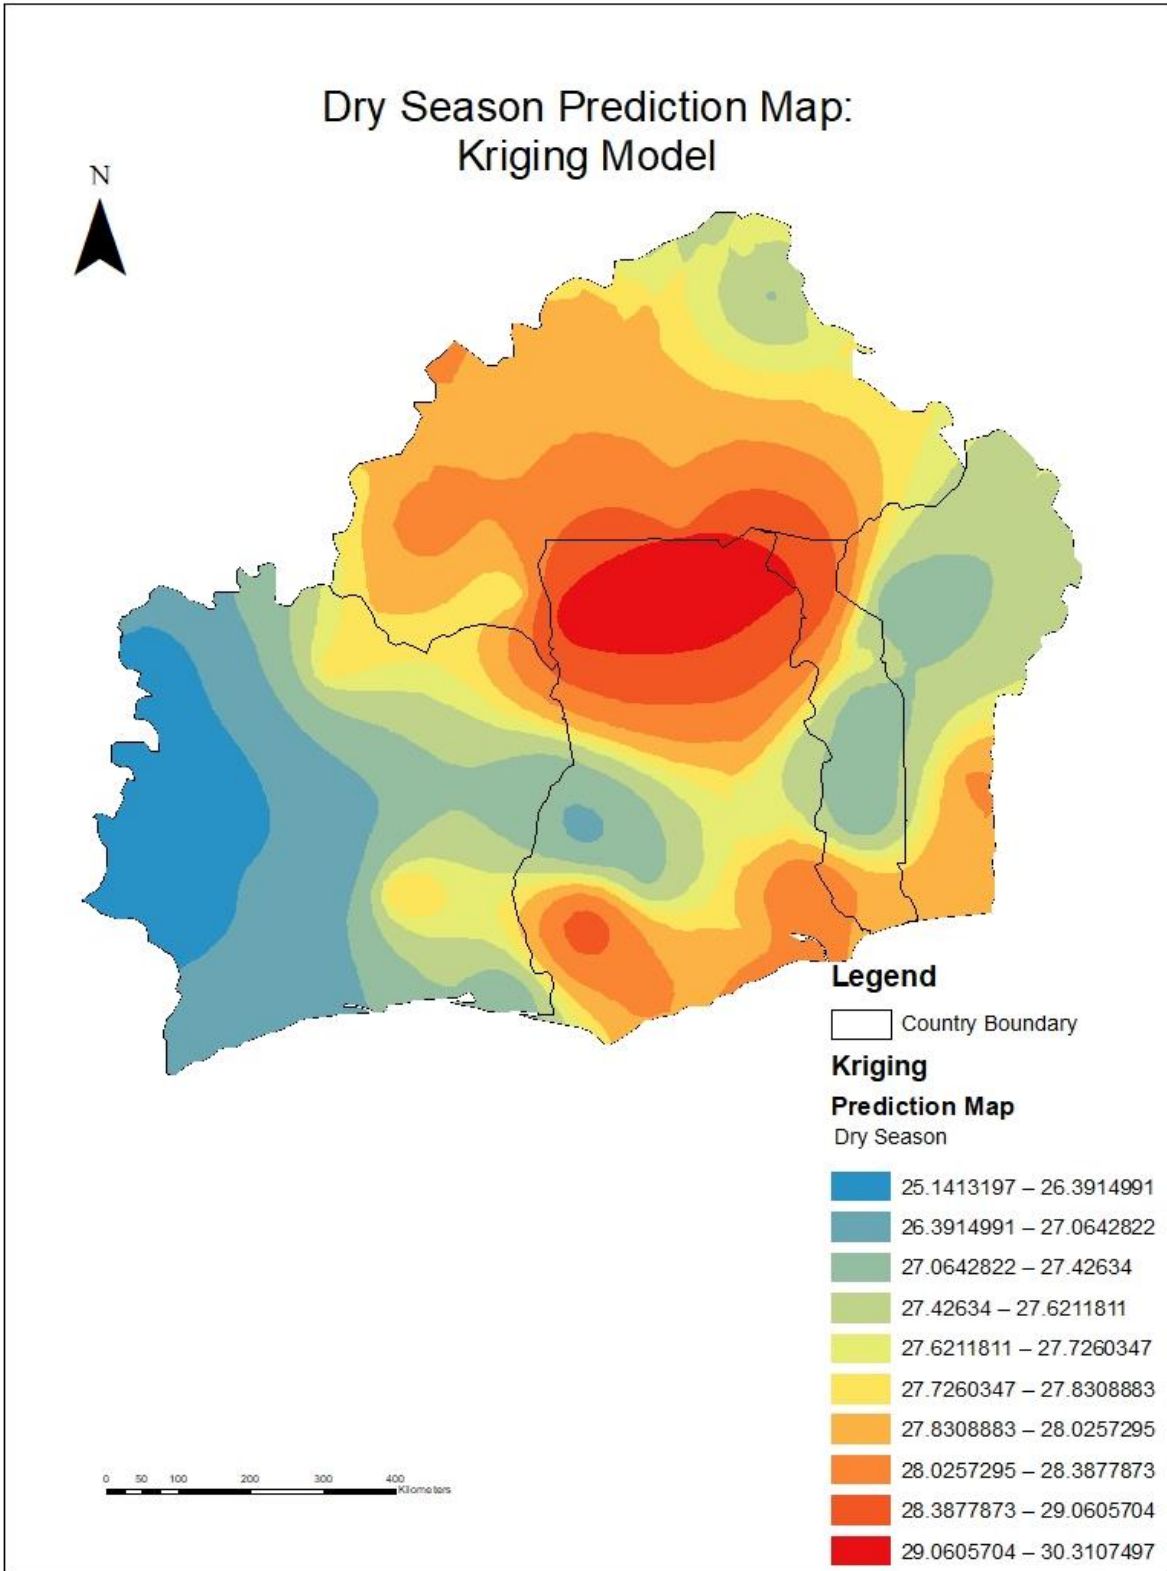 Dry Season Prediction Map:
Kriging Model
N
Legend
Country Boundary
Kriging
Prediction Map
Dry Season
25.1413197 – 26.3914991
26.3914991 – 27.0642822
27.0642822 – 27.42634
27.42634 – 27.6211811
27.6211811 – 27.7260347
27.7260347 – 27.8308883
27.8308883 – 28.0257295
28.0257295 – 28.3877873
28.3877873 – 29.0605704
29.0605704 – 30.3107497
0 50 100 200 300 400
Kilometers